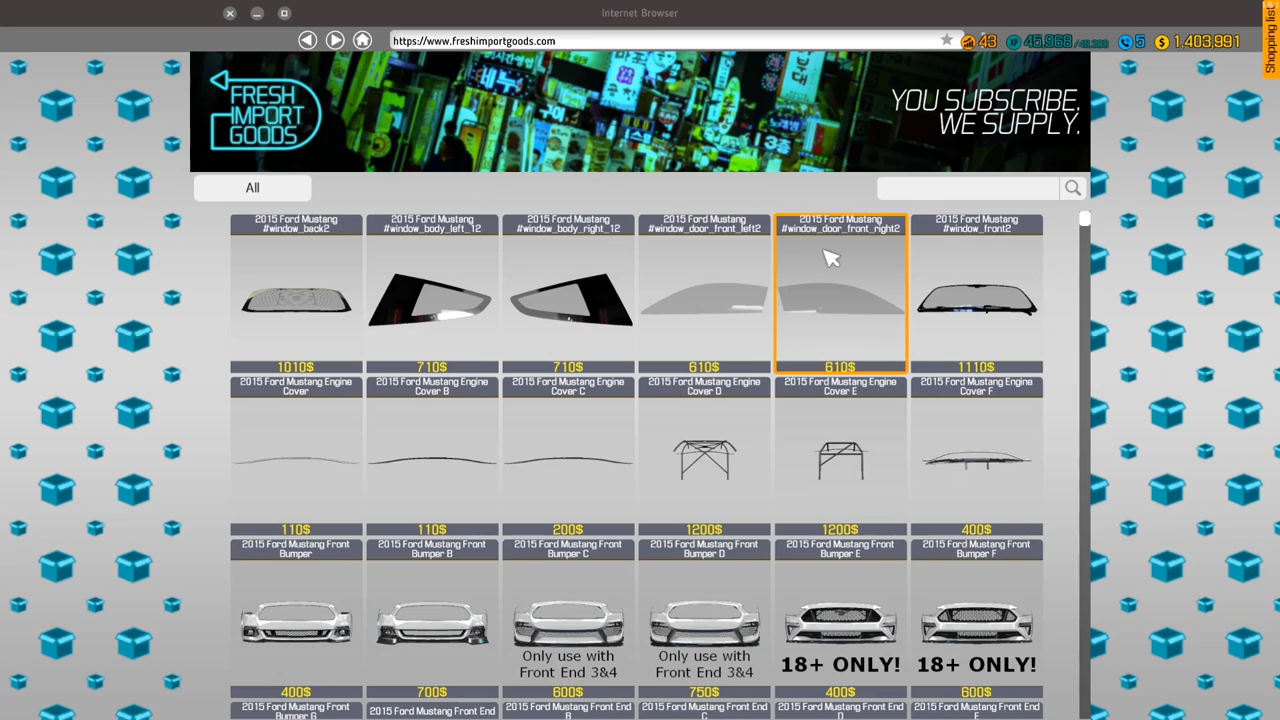 Internet Browser
https://www.freshimportgoods.com
43
45,968
5
1,403,991
Shopping list
FRESH
IMPORT
GOODS
YOU SUBSCRIBE.
WE SUPPLY.
All
2015 Ford Mustang
#window_back2
1010$
2015 Ford Mustang
#window_body_left_12
710$
2015 Ford Mustang
#window_body_right_12
710$
2015 Ford Mustang
#window_door_front_left2
610$
2015 Ford Mustang
#window_door_front_right2
610$
2015 Ford Mustang
#window_front2
1110$
2015 Ford Mustang Engine
Cover
110$
2015 Ford Mustang Engine
Cover B
110$
2015 Ford Mustang Engine
Cover C
200$
2015 Ford Mustang Engine
Cover D
1200$
2015 Ford Mustang Engine
Cover E
1200$
2015 Ford Mustang Engine
Cover F
400$
2015 Ford Mustang Front
Bumper
400$
2015 Ford Mustang Front
Bumper B
700$
2015 Ford Mustang Front
Bumper C
Only use with
Front End 3&4
600$
2015 Ford Mustang Front
Bumper D
Only use with
Front End 3&4
750$
2015 Ford Mustang Front
Bumper E
18+ ONLY!
400$
2015 Ford Mustang Front
Bumper F
18+ ONLY!
600$
2015 Ford Mustang Front
Bumper G
2015 Ford Mustang Front End
2015 Ford Mustang Front End
B
2015 Ford Mustang Front End
C
2015 Ford Mustang Front End
D
2015 Ford Mustang Front End
E